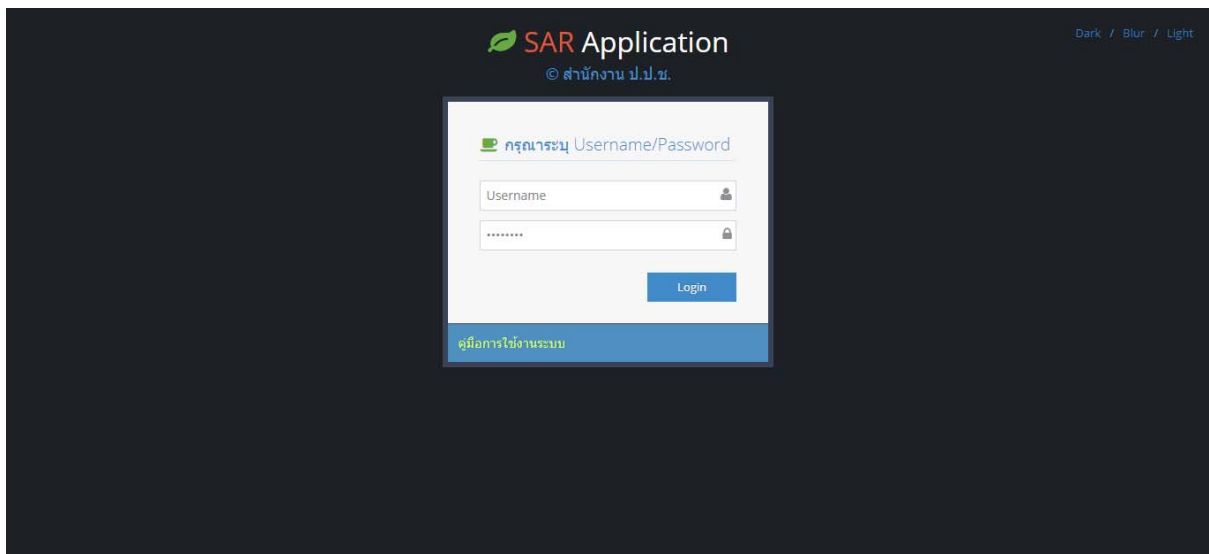 SAR Application
Dark / Blur / Light
© สำนักงาน ป.ป.ช.
กรุณาระบุ Username/Password
Username
••••••••
Login
คู่มือการใช้งานระบบ